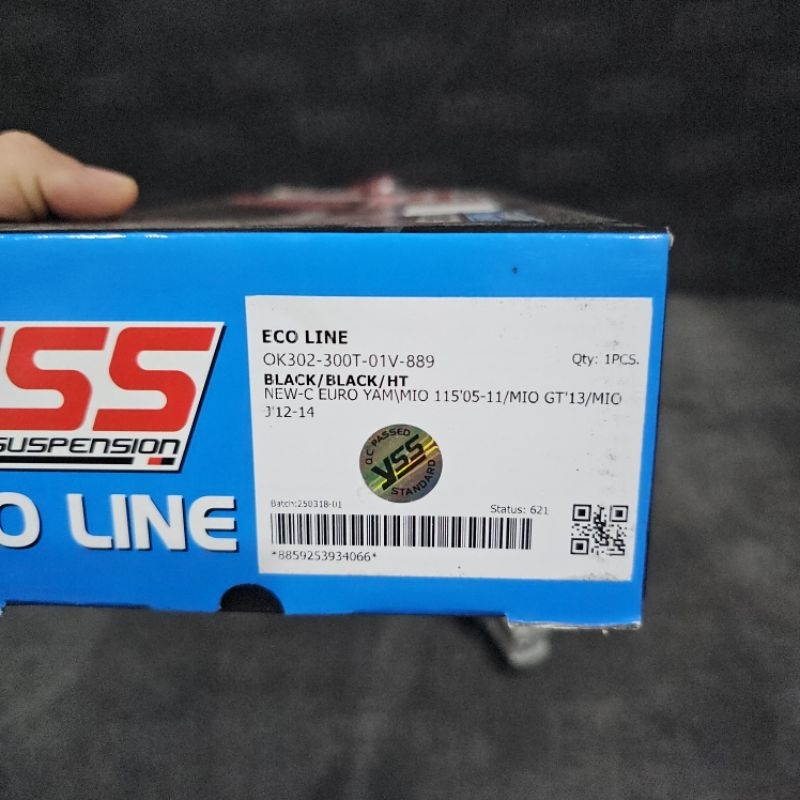 YSS
SUSPENSION
O LINE
ECO LINE
OK302-300T-01V-889
Qty: 1PCS.
BLACK/BLACK/HT
NEW-C EURO YAM\MIO 115'05-11/MIO GT'13/MIO
J'12-14
Q.C PASSED
YSS
STANDARD
Batch:250318-01
Status: 621
*8859253934066*